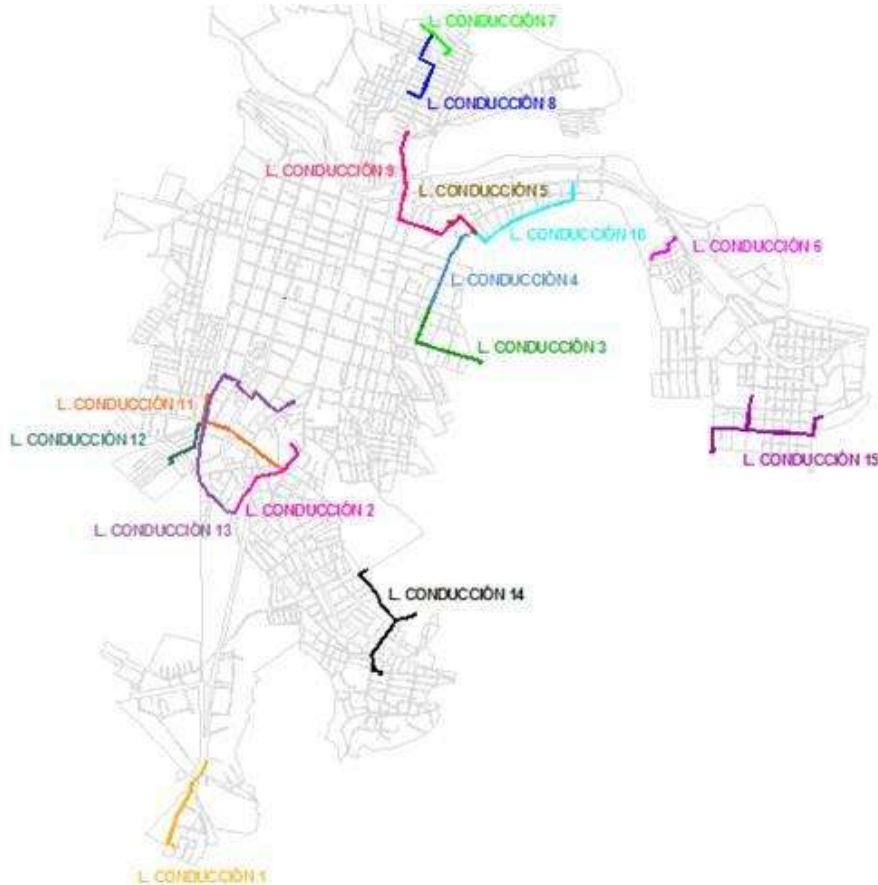 L. CONDUCCIÓN 7
L. CONDUCCIÓN 8
L. CONDUCCIÓN 9
L. CONDUCCIÓN 5
L. CONDUCCIÓN 10
L. CONDUCCIÓN 6
L. CONDUCCIÓN 4
L. CONDUCCIÓN 3
L. CONDUCCIÓN 11
L. CONDUCCIÓN 12
L. CONDUCCIÓN 15
L. CONDUCCIÓN 2
L. CONDUCCIÓN 13
L. CONDUCCIÓN 14
L. CONDUCCIÓN 1